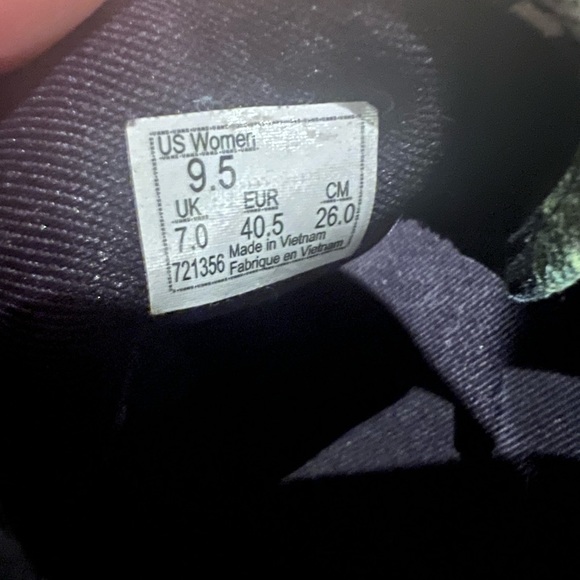 US Women
9.5
UK EUR CM
7.0 40.5 26.0
Made in Vietnam
721356 Fabrique en Vietnam